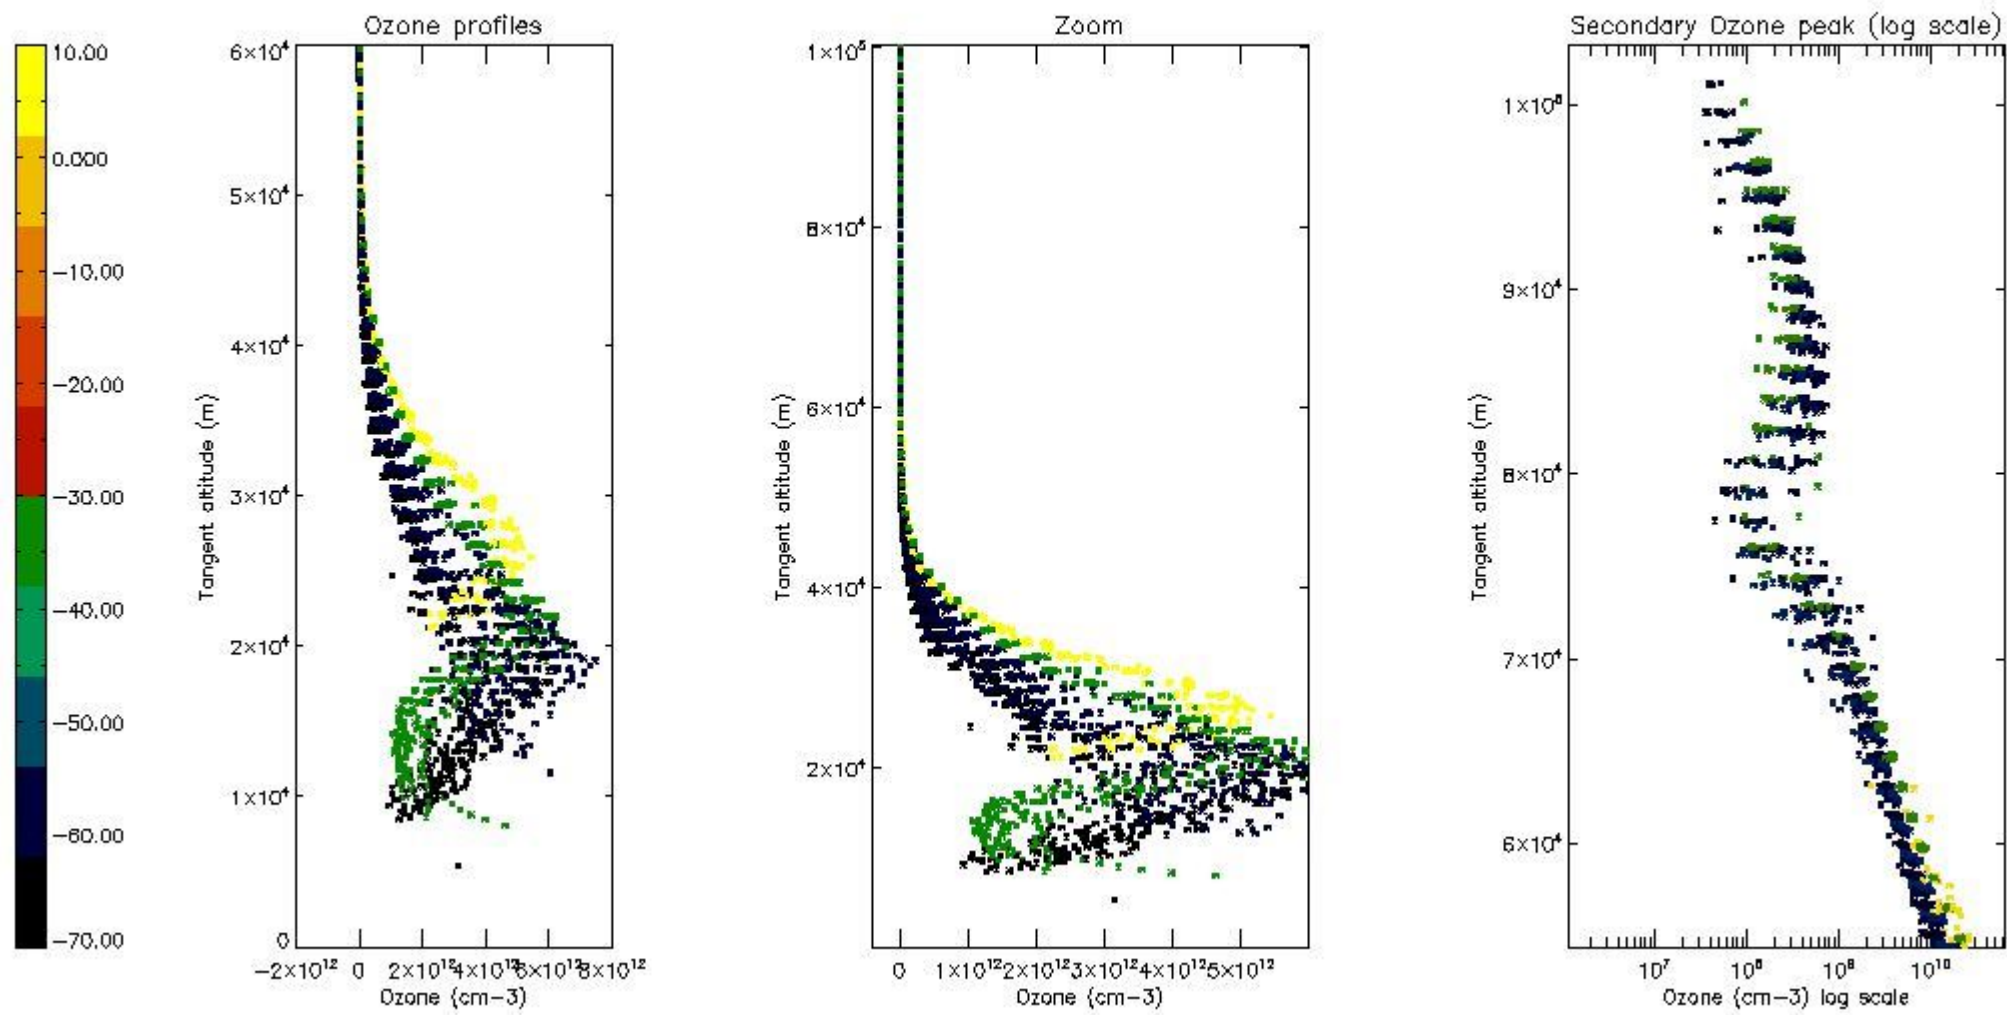 Ozone profiles
Zoom
Secondary Ozone peak (log scale)
10.00
0.000
−10.00
−20.00
−30.00
−40.00
−50.00
−60.00
−70.00
6×10⁴
5×10⁴
4×10⁴
3×10⁴
2×10⁴
1×10⁴
0
Tangent altitude (m)
−2×10¹² 0 2×10¹² 4×10¹² 6×10¹² 8×10¹²
Ozone (cm−3)
1×10⁵
8×10⁴
6×10⁴
4×10⁴
2×10⁴
Tangent altitude (m)
0 1×10¹² 2×10¹² 3×10¹² 4×10¹² 5×10¹²
Ozone (cm−3)
1×10⁵
9×10⁴
8×10⁴
7×10⁴
6×10⁴
Tangent altitude (m)
10⁷ 10⁸ 10⁹ 10¹⁰
Ozone (cm−3) log scale